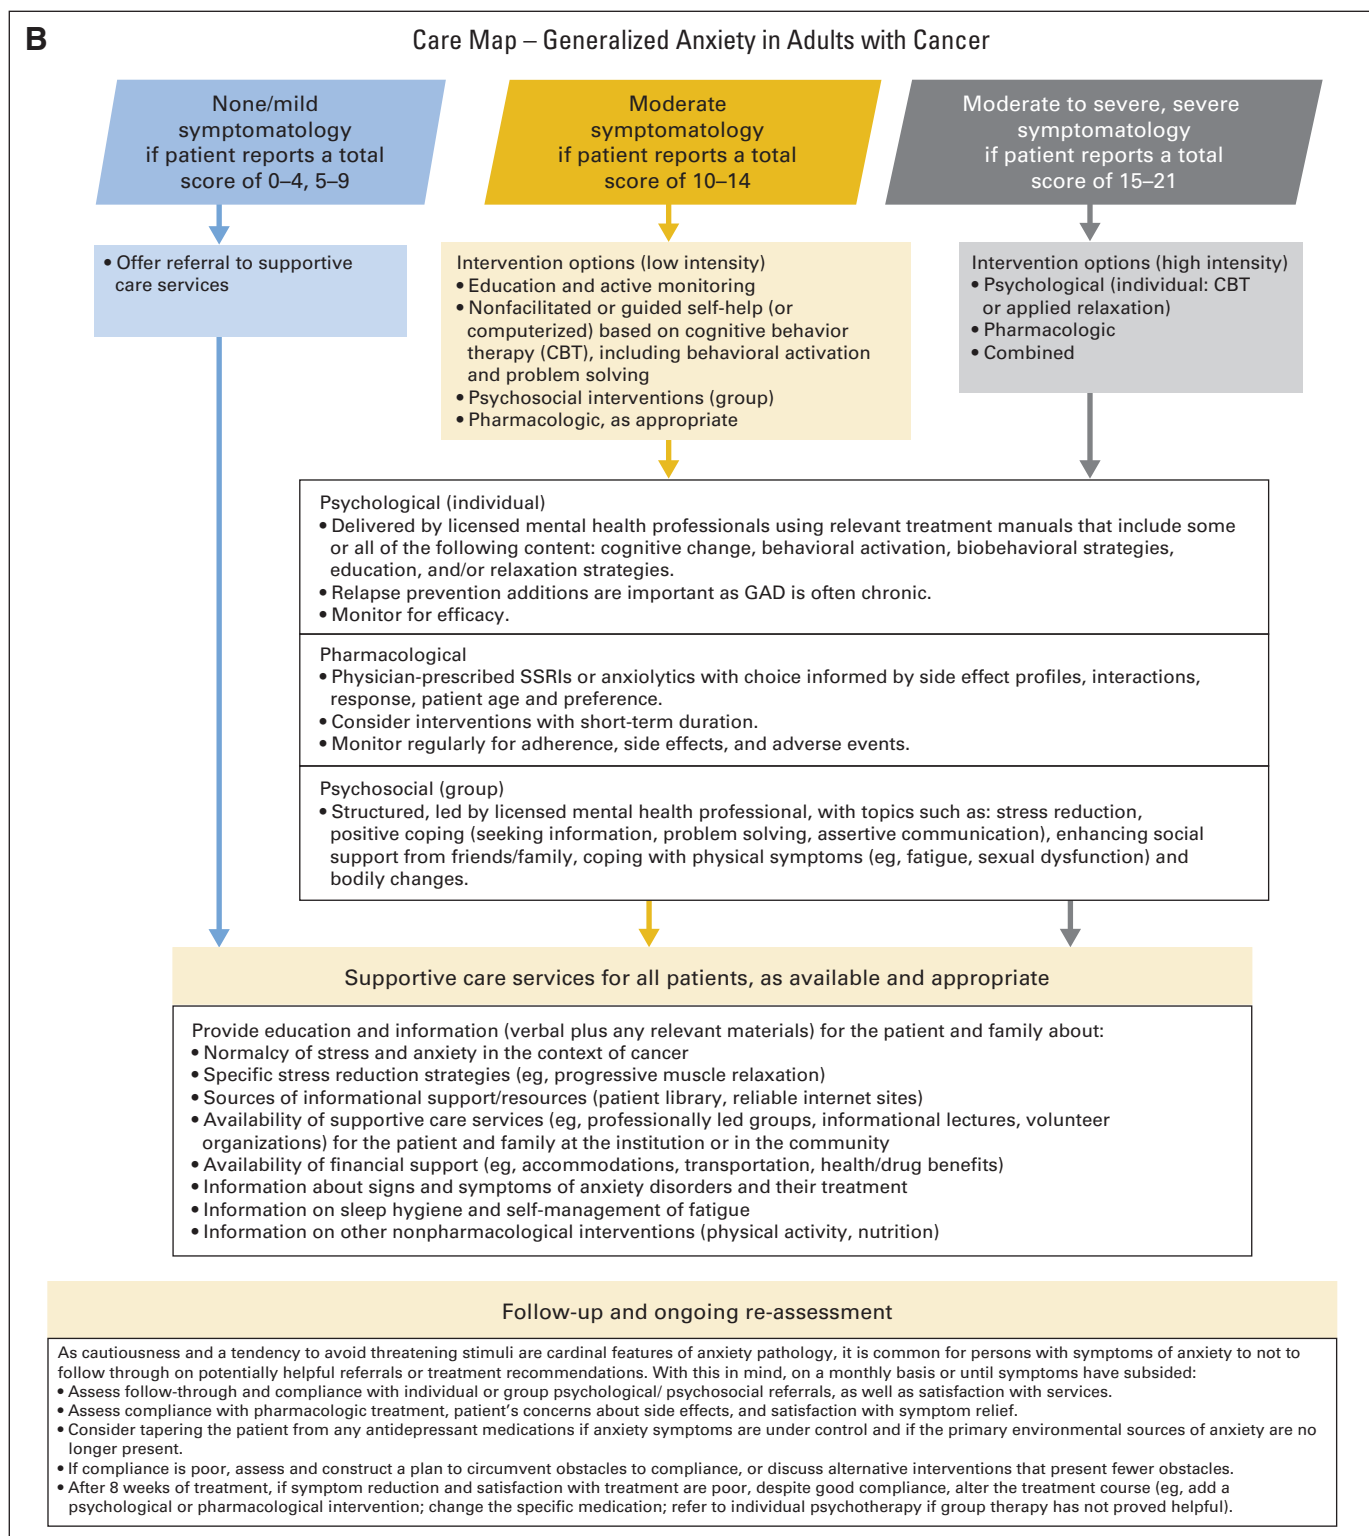 B
Care Map – Generalized Anxiety in Adults with Cancer
None/mild
symptomatology
if patient reports a total
score of 0–4, 5–9
Moderate
symptomatology
if patient reports a total
score of 10–14
Moderate to severe, severe
symptomatology
if patient reports a total
score of 15–21
• Offer referral to supportive
care services
Intervention options (low intensity)
• Education and active monitoring
• Nonfacilitated or guided self-help (or
computerized) based on cognitive behavior
therapy (CBT), including behavioral activation
and problem solving
• Psychosocial interventions (group)
• Pharmacologic, as appropriate
Intervention options (high intensity)
• Psychological (individual: CBT
or applied relaxation)
• Pharmacologic
• Combined
Psychological (individual)
• Delivered by licensed mental health professionals using relevant treatment manuals that include some
or all of the following content: cognitive change, behavioral activation, biobehavioral strategies,
education, and/or relaxation strategies.
• Relapse prevention additions are important as GAD is often chronic.
• Monitor for efficacy.
Pharmacological
• Physician-prescribed SSRIs or anxiolytics with choice informed by side effect profiles, interactions,
response, patient age and preference.
• Consider interventions with short-term duration.
• Monitor regularly for adherence, side effects, and adverse events.
Psychosocial (group)
• Structured, led by licensed mental health professional, with topics such as: stress reduction,
positive coping (seeking information, problem solving, assertive communication), enhancing social
support from friends/family, coping with physical symptoms (eg, fatigue, sexual dysfunction) and
bodily changes.
Supportive care services for all patients, as available and appropriate
Provide education and information (verbal plus any relevant materials) for the patient and family about:
• Normalcy of stress and anxiety in the context of cancer
• Specific stress reduction strategies (eg, progressive muscle relaxation)
• Sources of informational support/resources (patient library, reliable internet sites)
• Availability of supportive care services (eg, professionally led groups, informational lectures, volunteer
organizations) for the patient and family at the institution or in the community
• Availability of financial support (eg, accommodations, transportation, health/drug benefits)
• Information about signs and symptoms of anxiety disorders and their treatment
• Information on sleep hygiene and self-management of fatigue
• Information on other nonpharmacological interventions (physical activity, nutrition)
Follow-up and ongoing re-assessment
As cautiousness and a tendency to avoid threatening stimuli are cardinal features of anxiety pathology, it is common for persons with symptoms of anxiety to not to
follow through on potentially helpful referrals or treatment recommendations. With this in mind, on a monthly basis or until symptoms have subsided:
• Assess follow-through and compliance with individual or group psychological/ psychosocial referrals, as well as satisfaction with services.
• Assess compliance with pharmacologic treatment, patient's concerns about side effects, and satisfaction with symptom relief.
• Consider tapering the patient from any antidepressant medications if anxiety symptoms are under control and if the primary environmental sources of anxiety are no
longer present.
• If compliance is poor, assess and construct a plan to circumvent obstacles to compliance, or discuss alternative interventions that present fewer obstacles.
• After 8 weeks of treatment, if symptom reduction and satisfaction with treatment are poor, despite good compliance, alter the treatment course (eg, add a
psychological or pharmacological intervention; change the specific medication; refer to individual psychotherapy if group therapy has not proved helpful).